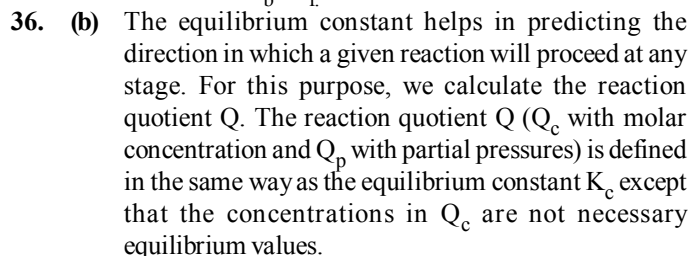 36. (b) The equilibrium constant helps in predicting the
direction in which a given reaction will proceed at any
stage. For this purpose, we calculate the reaction
quotient Q. The reaction quotient Q (Qc with molar
concentration and Qp with partial pressures) is defined
in the same way as the equilibrium constant Kc except
that the concentrations in Qc are not necessary
equilibrium values.